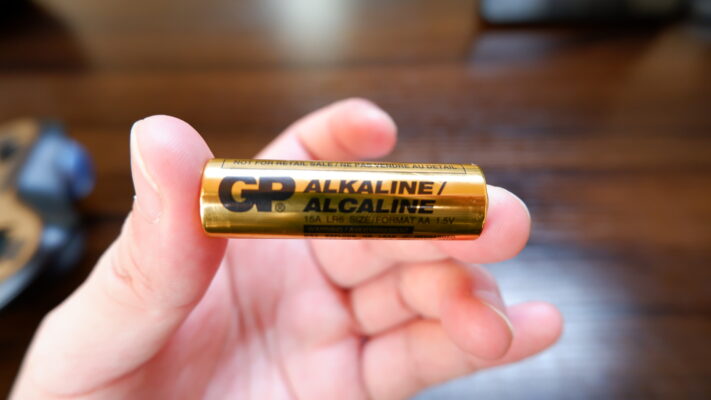 NOT FOR RETAIL SALE / NE PAS VENDRE AU DETAIL
GP® ALKALINE /
ALCALINE
15A LR6 SIZE/FORMAT AA 1.5V